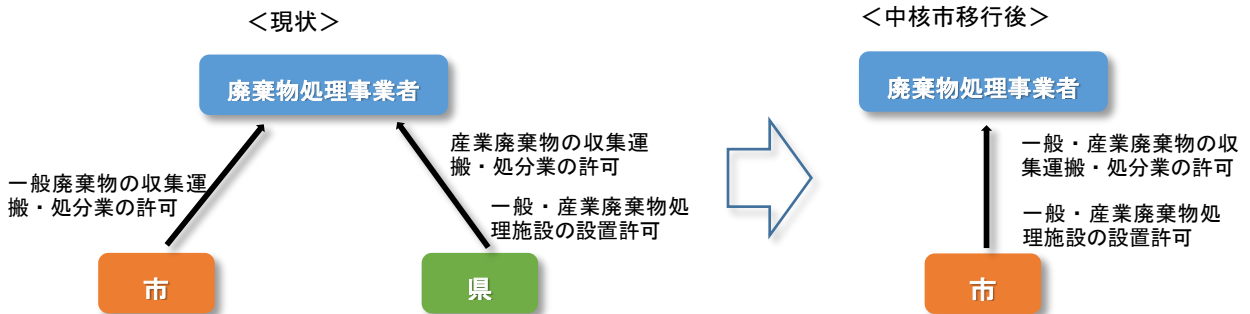 ＜現状＞
廃棄物処理事業者
一般廃棄物の収集運
搬・処分業の許可
産業廃棄物の収集運
搬・処分業の許可
一般・産業廃棄物処
理施設の設置許可
市
県
＜中核市移行後＞
廃棄物処理事業者
一般・産業廃棄物の収
集運搬・処分業の許可
一般・産業廃棄物処
理施設の設置許可
市